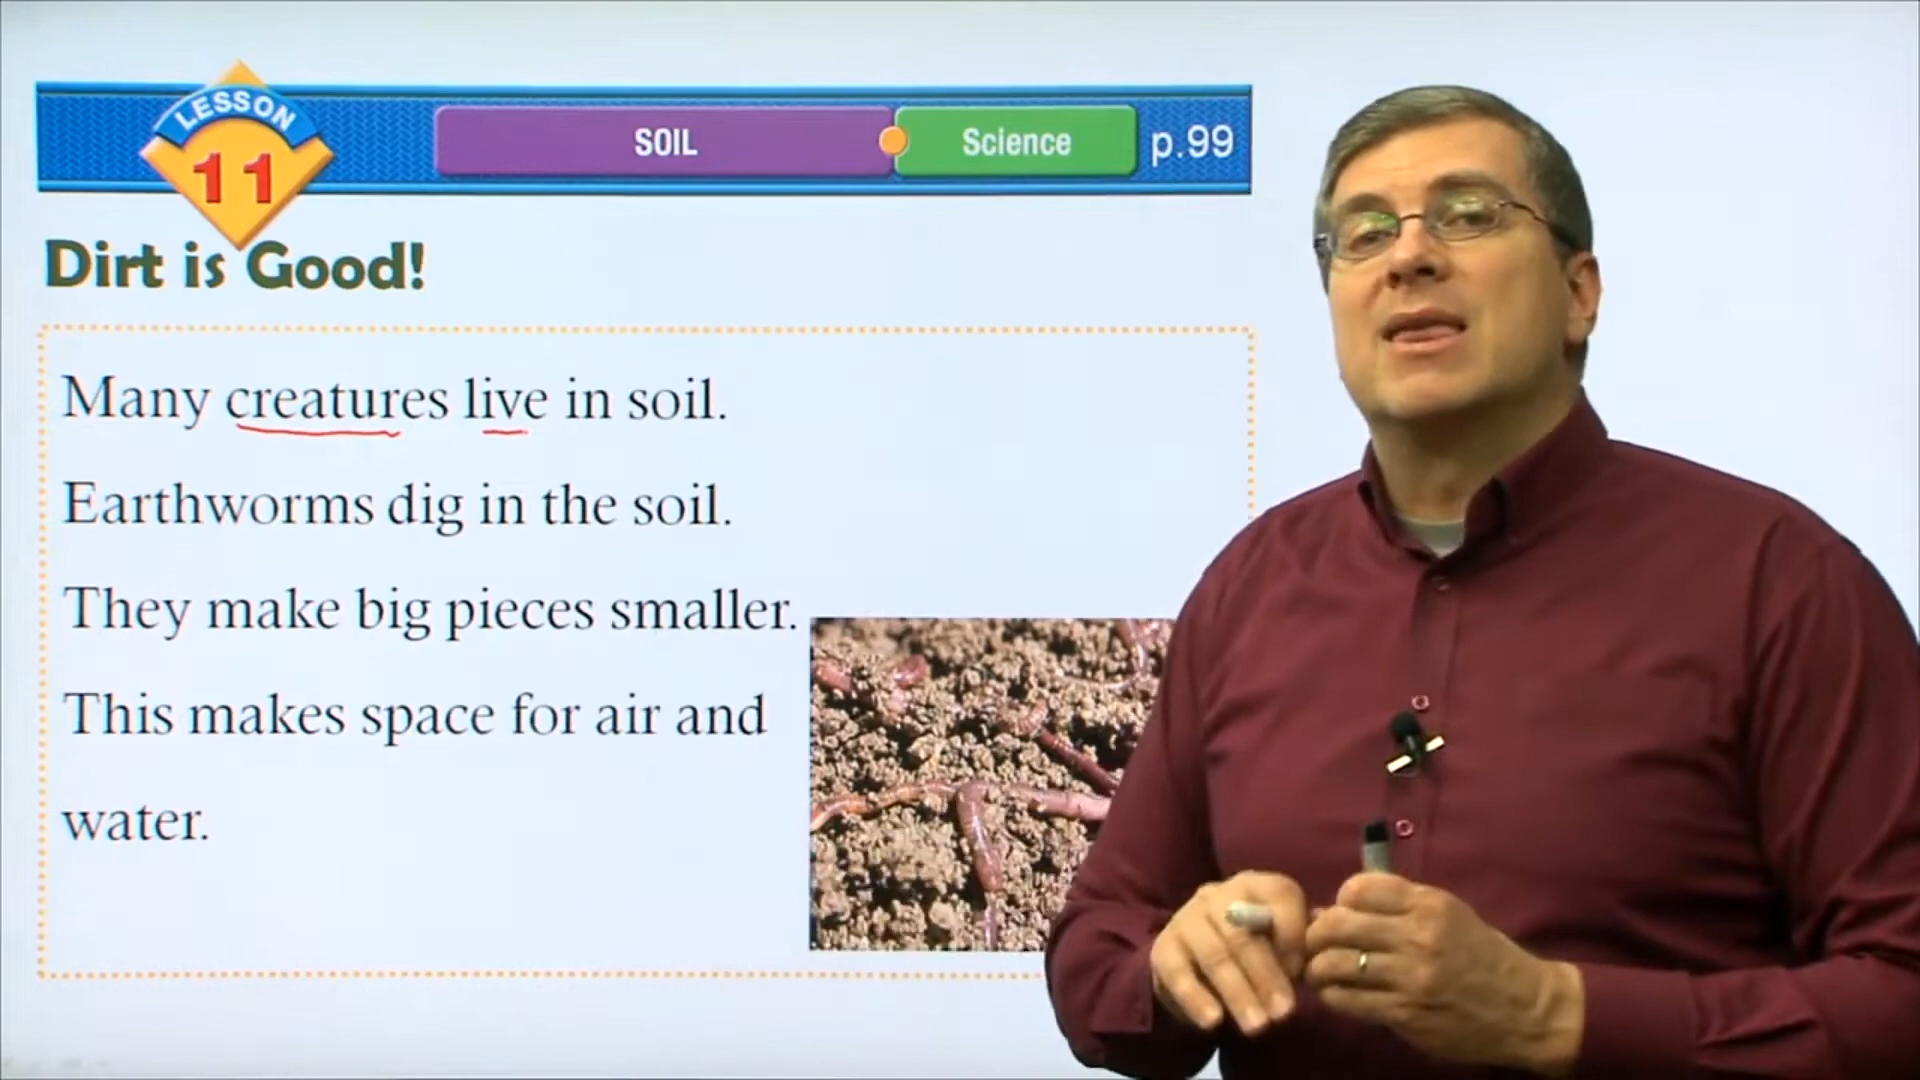 LESSON
11
SOIL
Science
p.99
Dirt is Good!
Many creatures live in soil.
Earthworms dig in the soil.
They make big pieces smaller.
This makes space for air and
water.